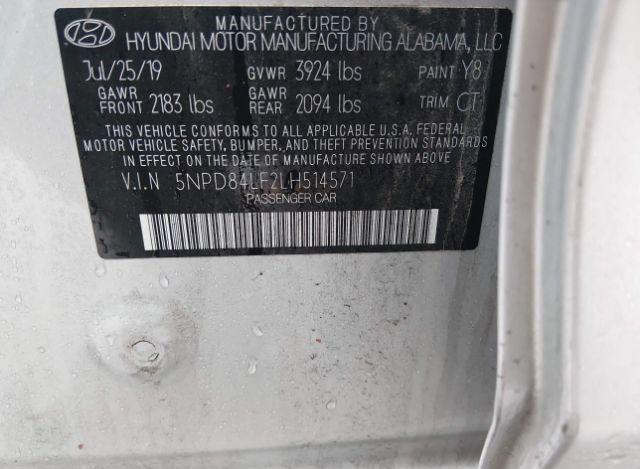 MANUFACTURED BY
HYUNDAI MOTOR MANUFACTURING ALABAMA, LLC
Jul/25/19 GVWR 3924 lbs PAINT Y8
GAWR FRONT 2183 lbs GAWR REAR 2094 lbs TRIM CT
THIS VEHICLE CONFORMS TO ALL APPLICABLE U.S.A. FEDERAL
MOTOR VEHICLE SAFETY, BUMPER, AND THEFT PREVENTION STANDARDS
IN EFFECT ON THE DATE OF MANUFACTURE SHOWN ABOVE.
V.I.N 5NPD84LF2LH514571
PASSENGER CAR